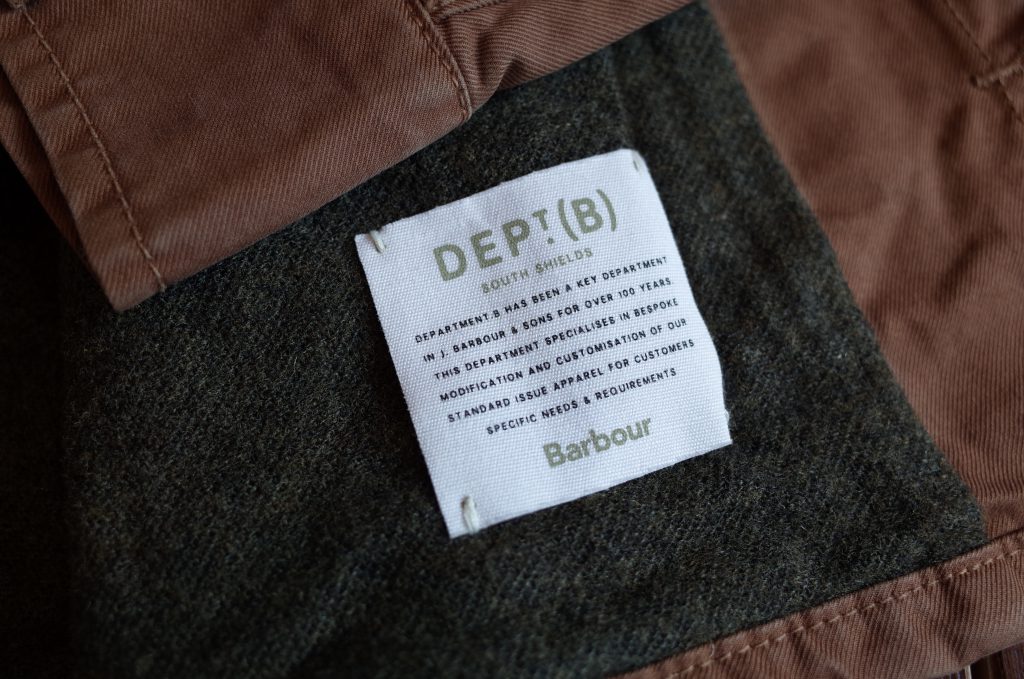 DEPT.(B)
SOUTH SHIELDS
DEPARTMENT.B HAS BEEN A KEY DEPARTMENT
IN J. BARBOUR & SONS FOR OVER 100 YEARS
THIS DEPARTMENT SPECIALISES IN BESPOKE
MODIFICATION AND CUSTOMISATION OF OUR
STANDARD ISSUE APPAREL FOR CUSTOMERS
SPECIFIC NEEDS & REQUIREMENTS
Barbour